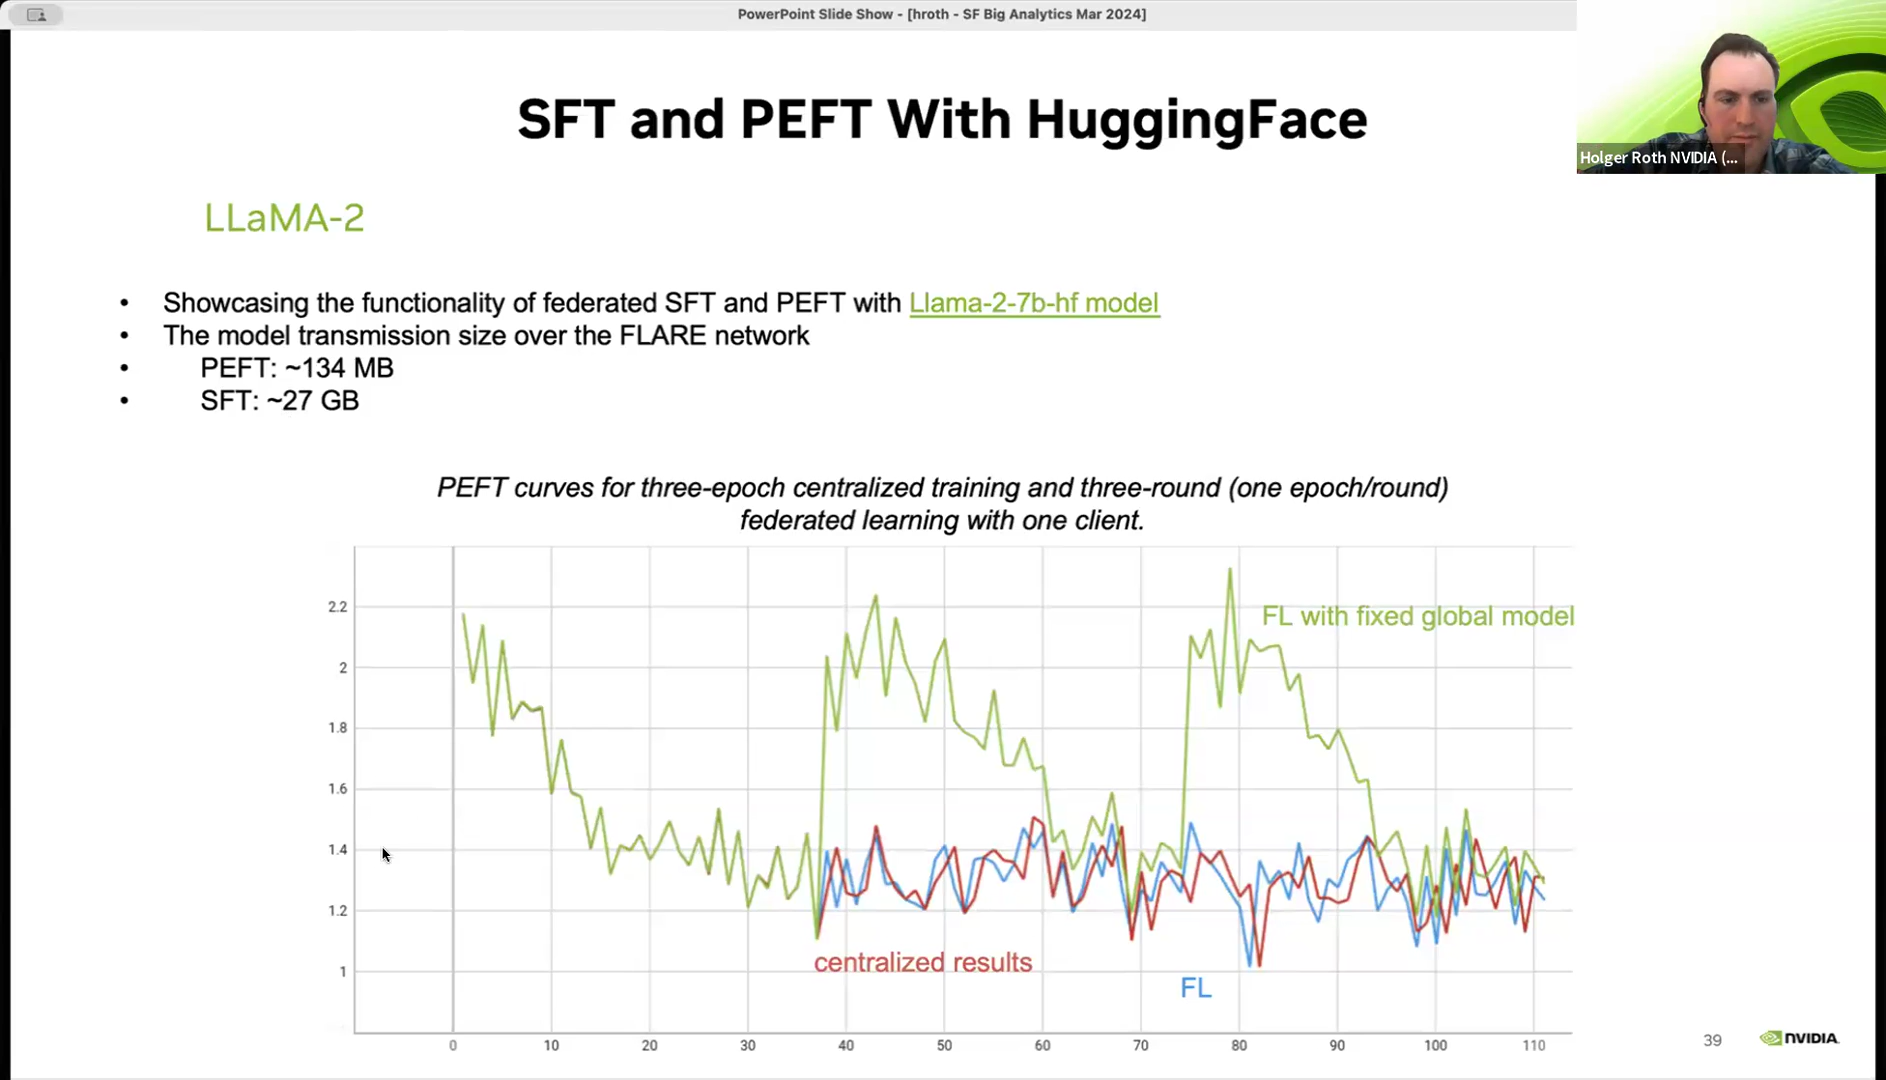 PowerPoint Slide Show - [hroth - SF Big Analytics Mar 2024]
SFT and PEFT With HuggingFace
Holger Roth NVIDIA (...
LLaMA-2
• Showcasing the functionality of federated SFT and PEFT with Llama-2-7b-hf model
• The model transmission size over the FLARE network
• PEFT: ~134 MB
• SFT: ~27 GB
PEFT curves for three-epoch centralized training and three-round (one epoch/round)
federated learning with one client.
2.2
2
1.8
1.6
1.4
1.2
1
FL with fixed global model
centralized results
FL
0 10 20 30 40 50 60 70 80 90 100 110
39
NVIDIA.